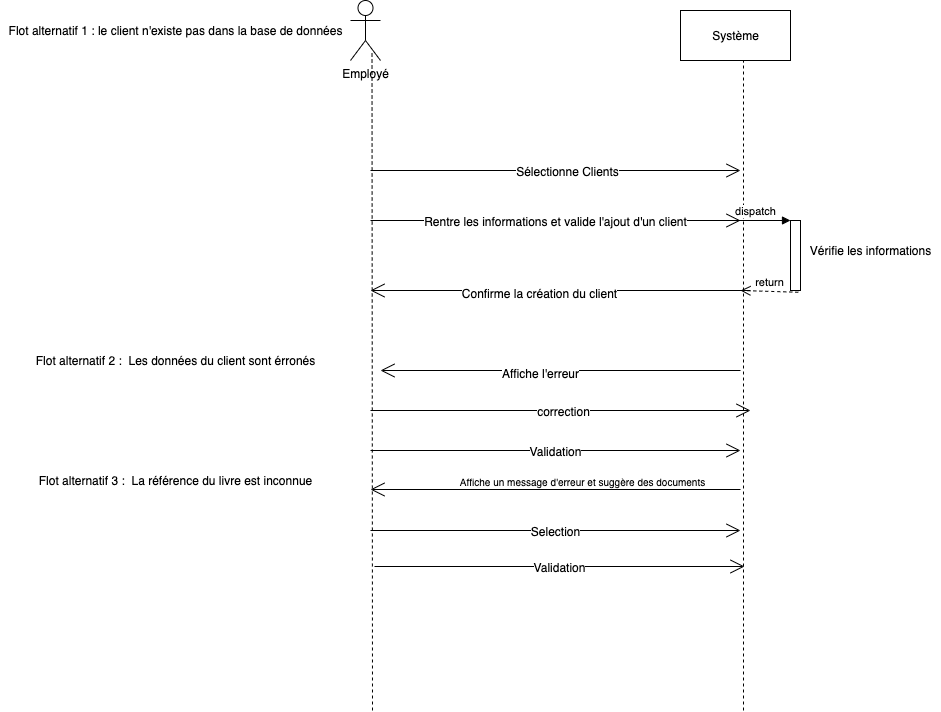 Flot alternatif 1 : le client n'existe pas dans la base de données
Système
Employé
Sélectionne Clients
dispatch
Rentre les informations et valide l'ajout d'un client
Vérifie les informations
return
Confirme la création du client
Flot alternatif 2 : Les données du client sont érronés
Affiche l'erreur
correction
Validation
Flot alternatif 3 : La référence du livre est inconnue
Affiche un message d'erreur et suggère des documents
Selection
Validation